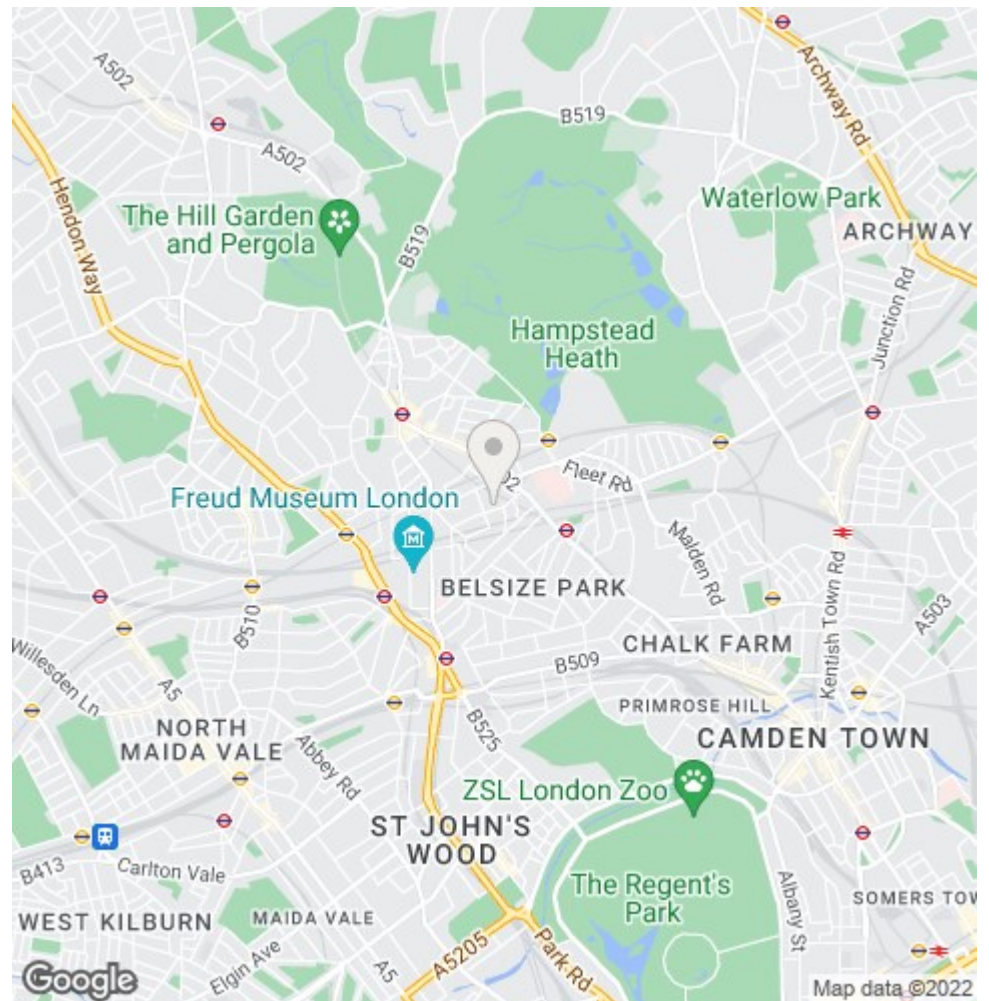 A502
B519
Archway Rd
A502
Waterlow Park
The Hill Garden
and Pergola
B519
ARCHWAY
Hendon Way
Hampstead
Heath
Junction Rd
Fleet Rd
Freud Museum London
Malden Rd
BELSIZE PARK
Kentish Town Rd
A503
B510
Willesden Ln
CHALK FARM
B509
A5
PRIMROSE HILL
NORTH
MAIDA VALE
B525
CAMDEN TOWN
Abbey Rd
ZSL London Zoo
ST JOHN'S
WOOD
B413
Carlton Vale
The Regent's
Park
Albany St
WEST KILBURN
MAIDA VALE
SOMERS TOW
Park Rd
Elgin Ave
A5
A5205
Google
Map data ©2022